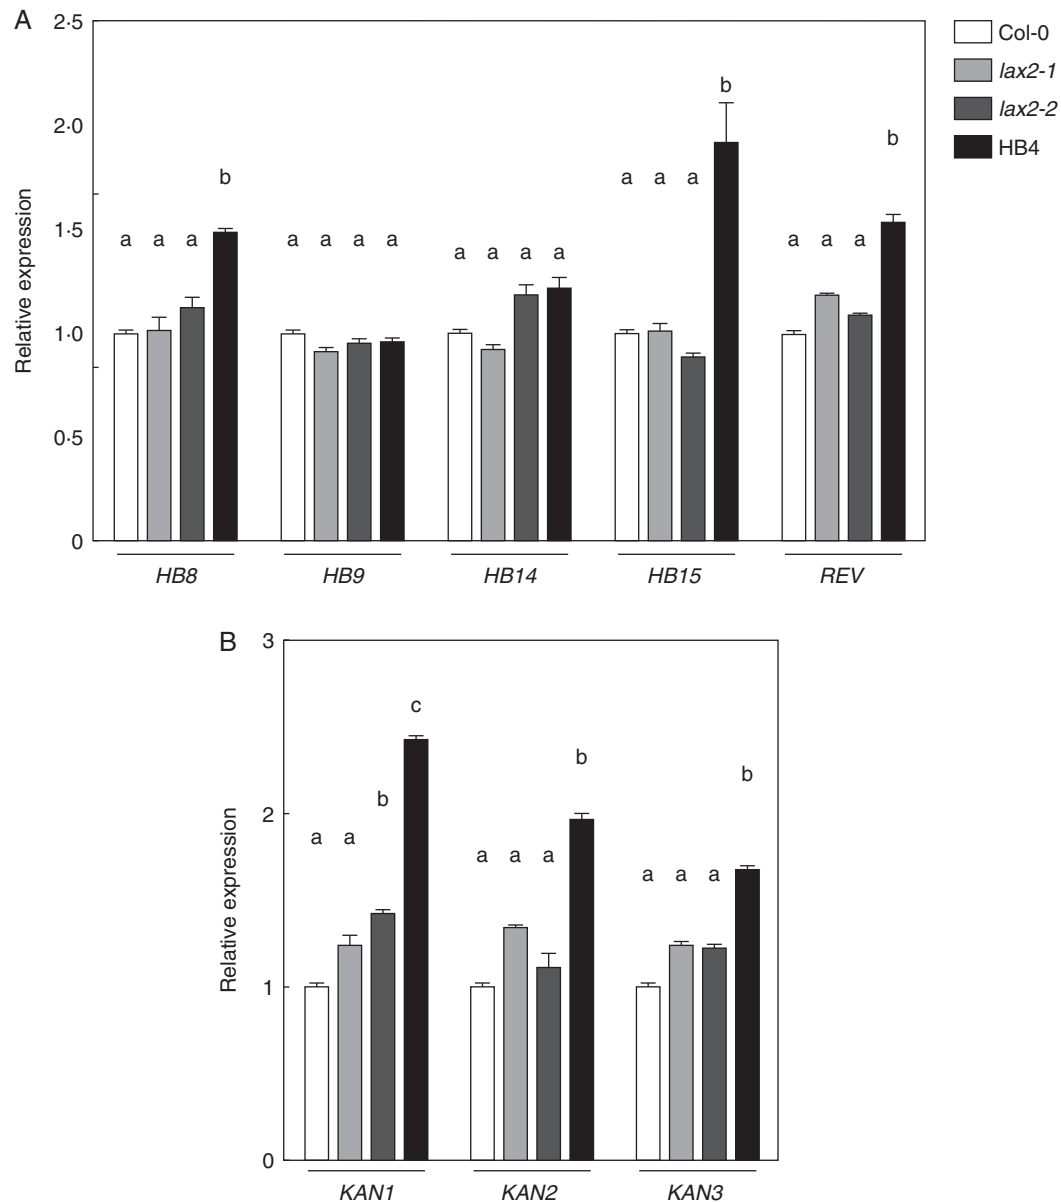 A
2·5
2·0
1·5
1·0
0·5
0
Relative expression
a a a b
a a a a
a a a a
a a a b
a a a b
HB8 HB9 HB14 HB15 REV
Col-0
lax2-1
lax2-2
HB4
B
3
2
1
0
Relative expression
a a b c
a a a b
a a a b
KAN1 KAN2 KAN3